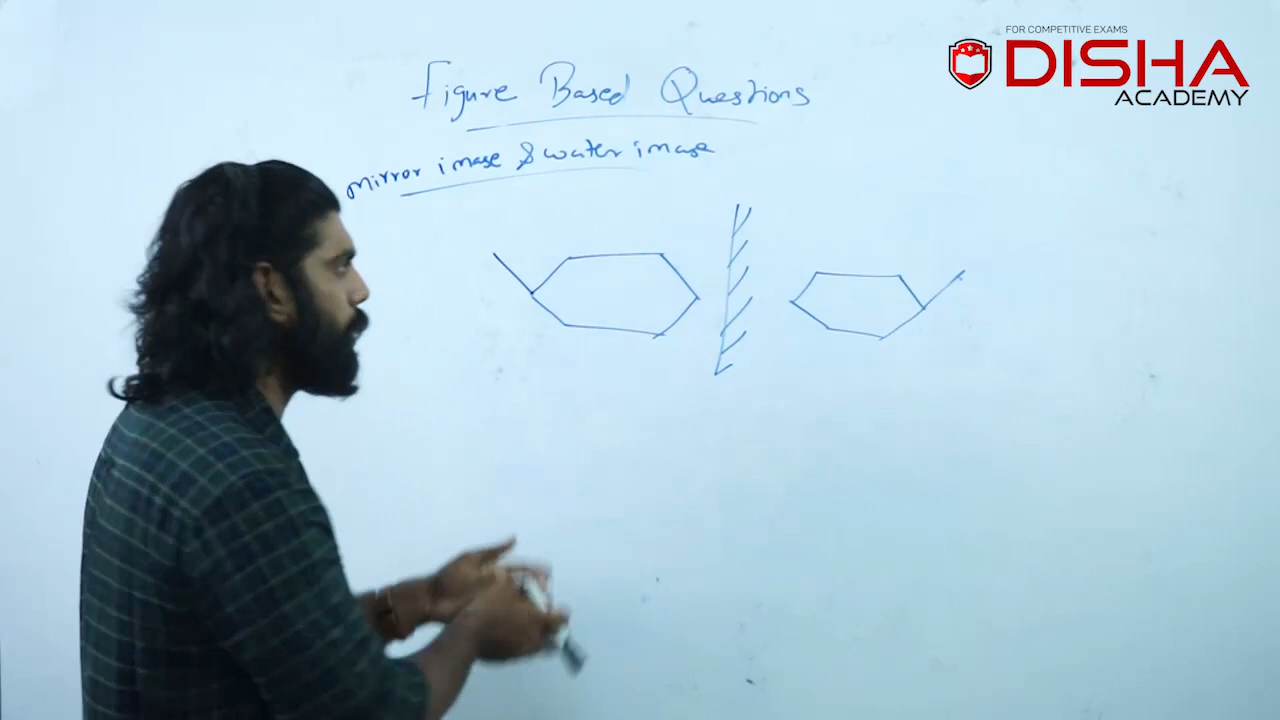 FOR COMPETITIVE EXAMS
DISHA
ACADEMY
Figure Based Questions
mirror image & water image